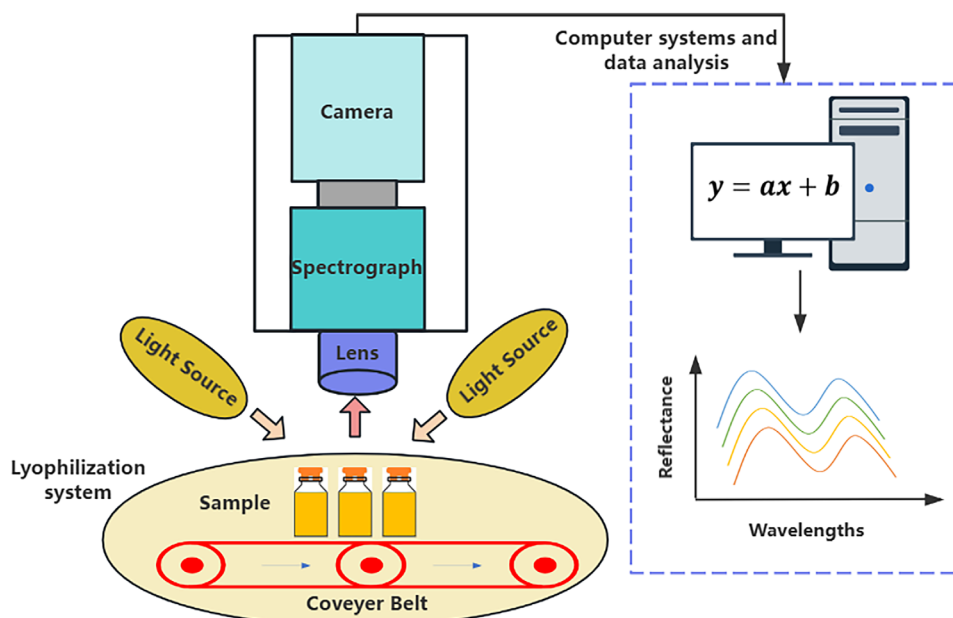 Computer systems and
data analysis
Camera
y = ax + b
Spectrograph
Light Source
Lens
Light Source
Reflectance
Lyophilization
system
Sample
Wavelengths
Coveyer Belt